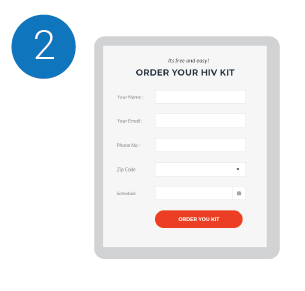 2
its free and easy!
ORDER YOUR HIV KIT
Your Name :
Your Email :
Phone No :
Zip Code
Schedule
ORDER YOU KIT